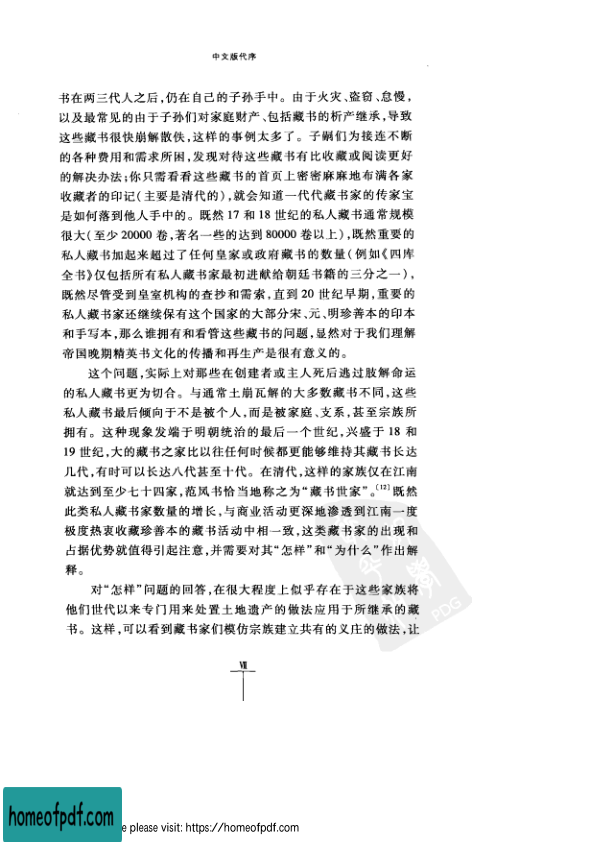 中文版代序
书在两三代人之后,仍在自己的子孙手中。由于火灾、盗窃、怠慢,
以及最常见的由于子孙们对家庭财产、包括藏书的析产继承,导致
这些藏书很快崩解散佚,这样的事例太多了。子嗣们为接连不断
的各种费用和需求所困,发现对待这些藏书有比收藏或阅读更好
的解决办法;你只需看看这些藏书的首页上密密麻麻地布满各家
收藏者的印记(主要是清代的),就会知道一代代藏书家的传家宝
是如何落到他人手中的。既然 17 和 18 世纪的私人藏书通常规模
很大(至少 20000 卷,著名一些的达到 80000 卷以上),既然重要的
私人藏书加起来超过了任何皇家或政府藏书的数量(例如《四库
全书》仅包括所有私人藏书家最初进献给朝廷书籍的三分之一),
既然尽管受到皇室机构的查抄和需索,直到 20 世纪早期,重要的
私人藏书家还继续保有这个国家的大部分宋、元、明珍善本的印本
和手写本,那么谁拥有和看管这些藏书的问题,显然对于我们理解
帝国晚期精英书文化的传播和再生产是很有意义的。
这个问题,实际上对那些在创建者或主人死后逃过肢解命运
的私人藏书更为切合。与通常土崩瓦解的大多数藏书不同,这些
私人藏书最后倾向于不是被个人,而是被家庭、支系,甚至宗族所
拥有。这种现象发端于明朝统治的最后一个世纪,兴盛于 18 和
19 世纪,大的藏书之家比以往任何时候都更能够维持其藏书长达
几代,有时可以长达八代甚至十代。在清代,这样的家族仅在江南
就达到至少七十四家,范凤书恰当地称之为“藏书世家”。[12]既然
此类私人藏书家数量的增长,与商业活动更深地渗透到江南一度
极度热衷收藏珍善本的藏书活动中相一致,这类藏书家的出现和
占据优势就值得引起注意,并需要对其“怎样”和“为什么”作出解
释。
对“怎样”问题的回答,在很大程度上似乎存在于这些家族将
他们世代以来专门用来处置土地遗产的做法应用于所继承的藏
书。这样,可以看到藏书家们模仿宗族建立共有的义庄的做法,让
Ⅶ
PDG
homeofpdf.com
e please visit: https://homeofpdf.com